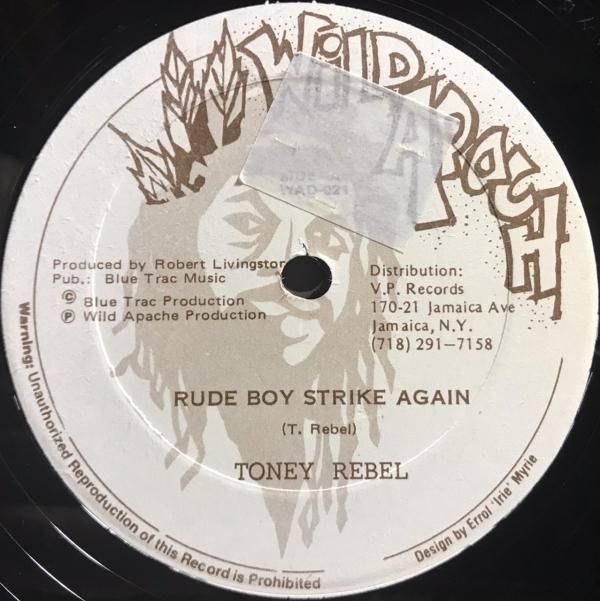 WILD APACH
SIDE A
WAD-021
Produced by Robert Livingston
Pub.: Blue Trac Music
© Blue Trac Production
℗ Wild Apache Production
Distribution:
V.P. Records
170-21 Jamaica Ave
Jamaica, N.Y.
(718) 291-7158
RUDE BOY STRIKE AGAIN
(T. Rebel)
TONEY REBEL
Warning: Unauthorized Reproduction of this Record is Prohibited
Design by Errol 'Irie' Myrie